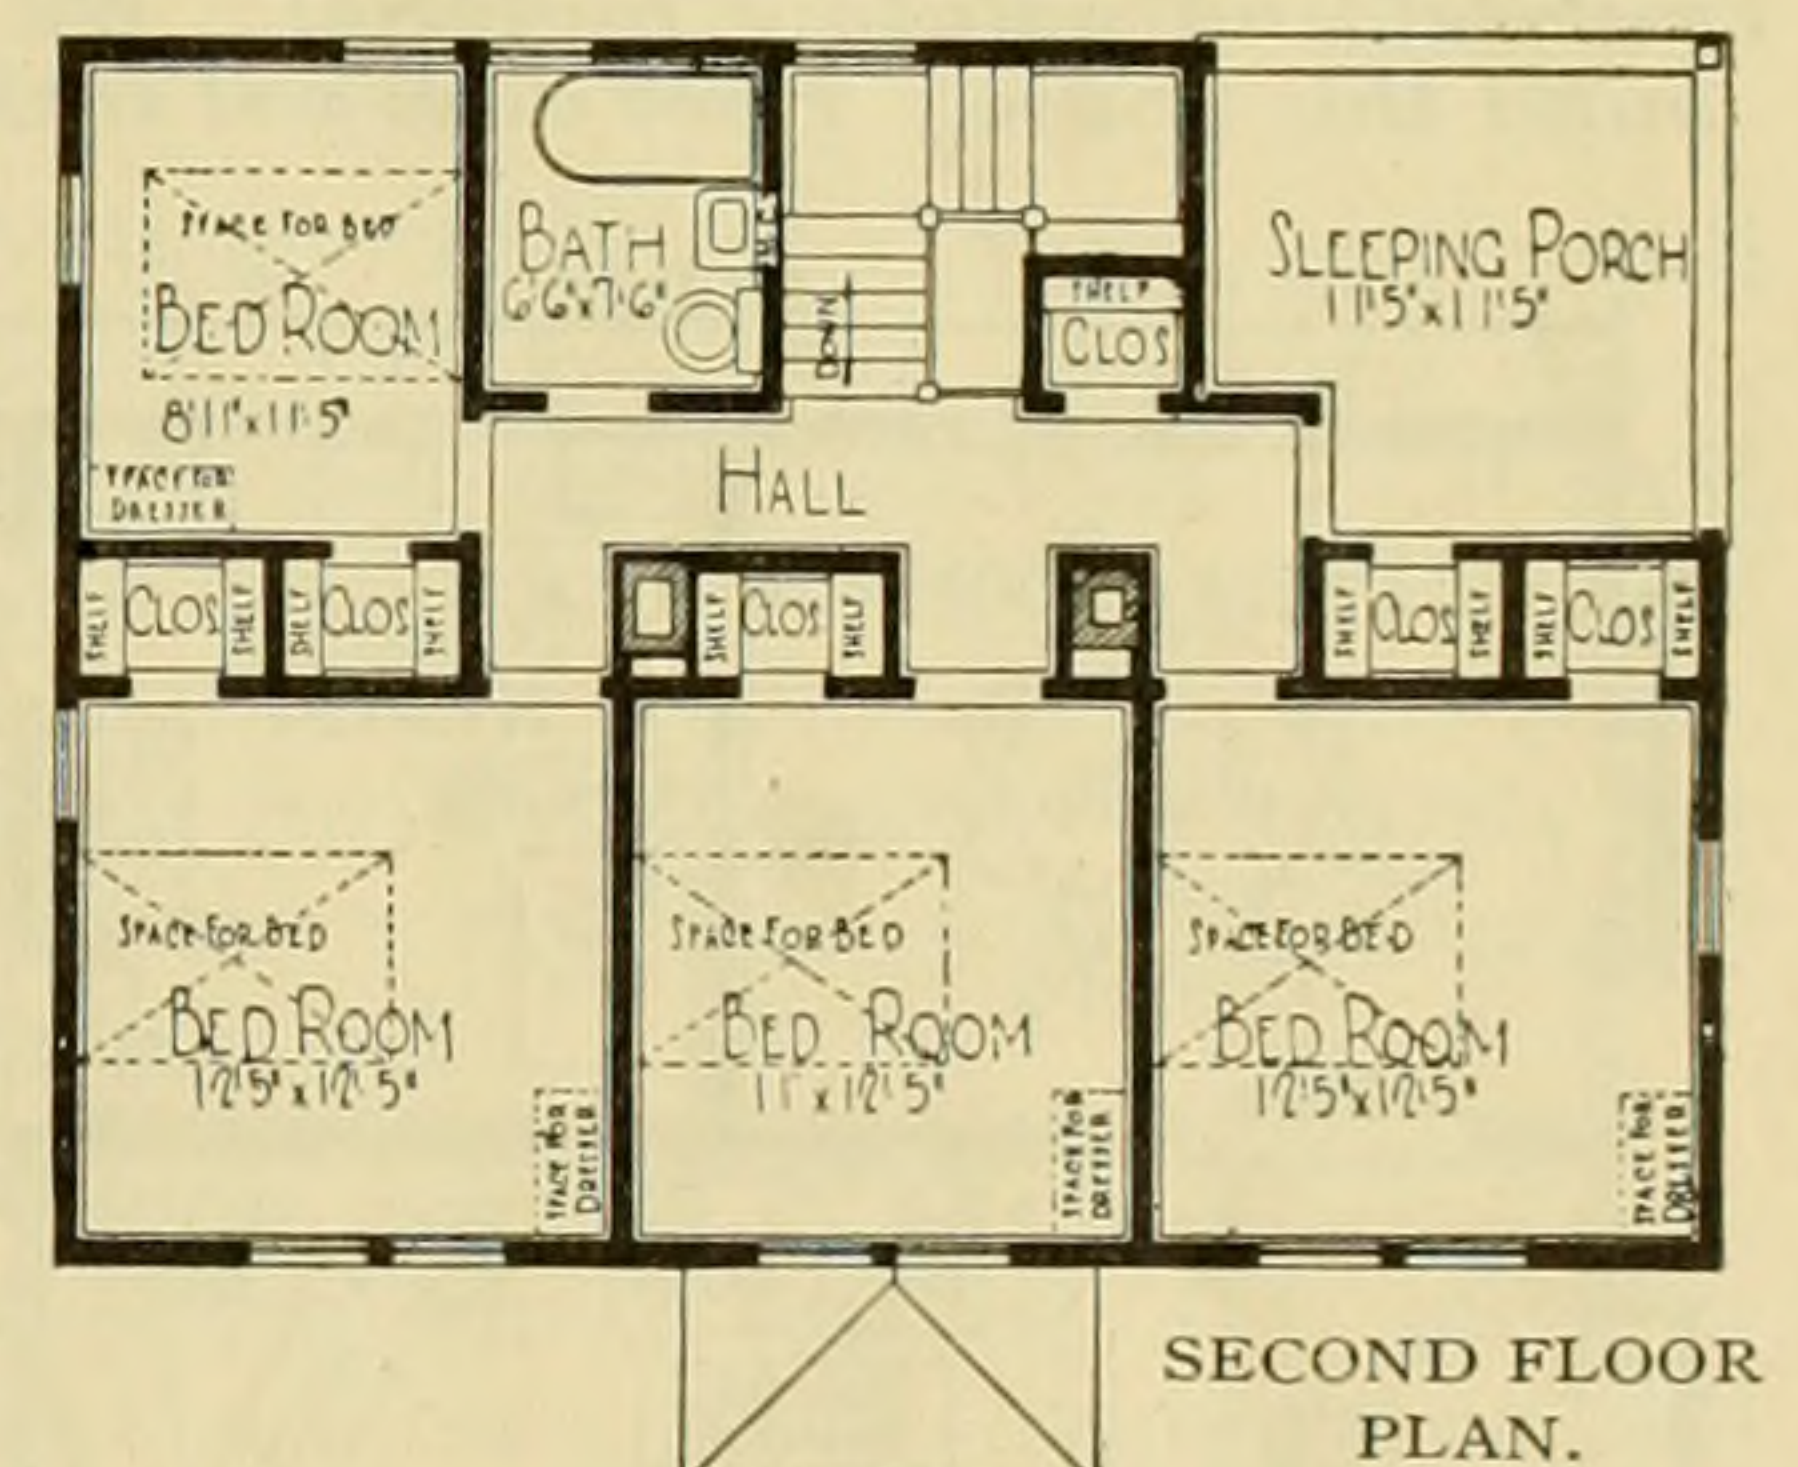 SPACE FOR BED
BED ROOM
8'11"x11'5"
SPACE FOR
DRESSER
BATH
6'6"x7'6"
M.C.
DOWN
SHELF
CLOS
SLEEPING PORCH
11'5"x11'5"
HALL
SHELF
CLOS
SHELF
SHELF
CLOS
SHELF
SHELF
CLOS
SHELF
SHELF
CLOS
SHELF
SHELF
CLOS
SHELF
SPACE FOR BED
BED ROOM
12'5"x12'5"
SPACE FOR
DRESSER
SPACE FOR BED
BED ROOM
11'x12'5"
SPACE FOR
DRESSER
SPACE FOR BED
BED ROOM
12'5"x12'5"
SPACE FOR
DRESSER
SECOND FLOOR
PLAN.